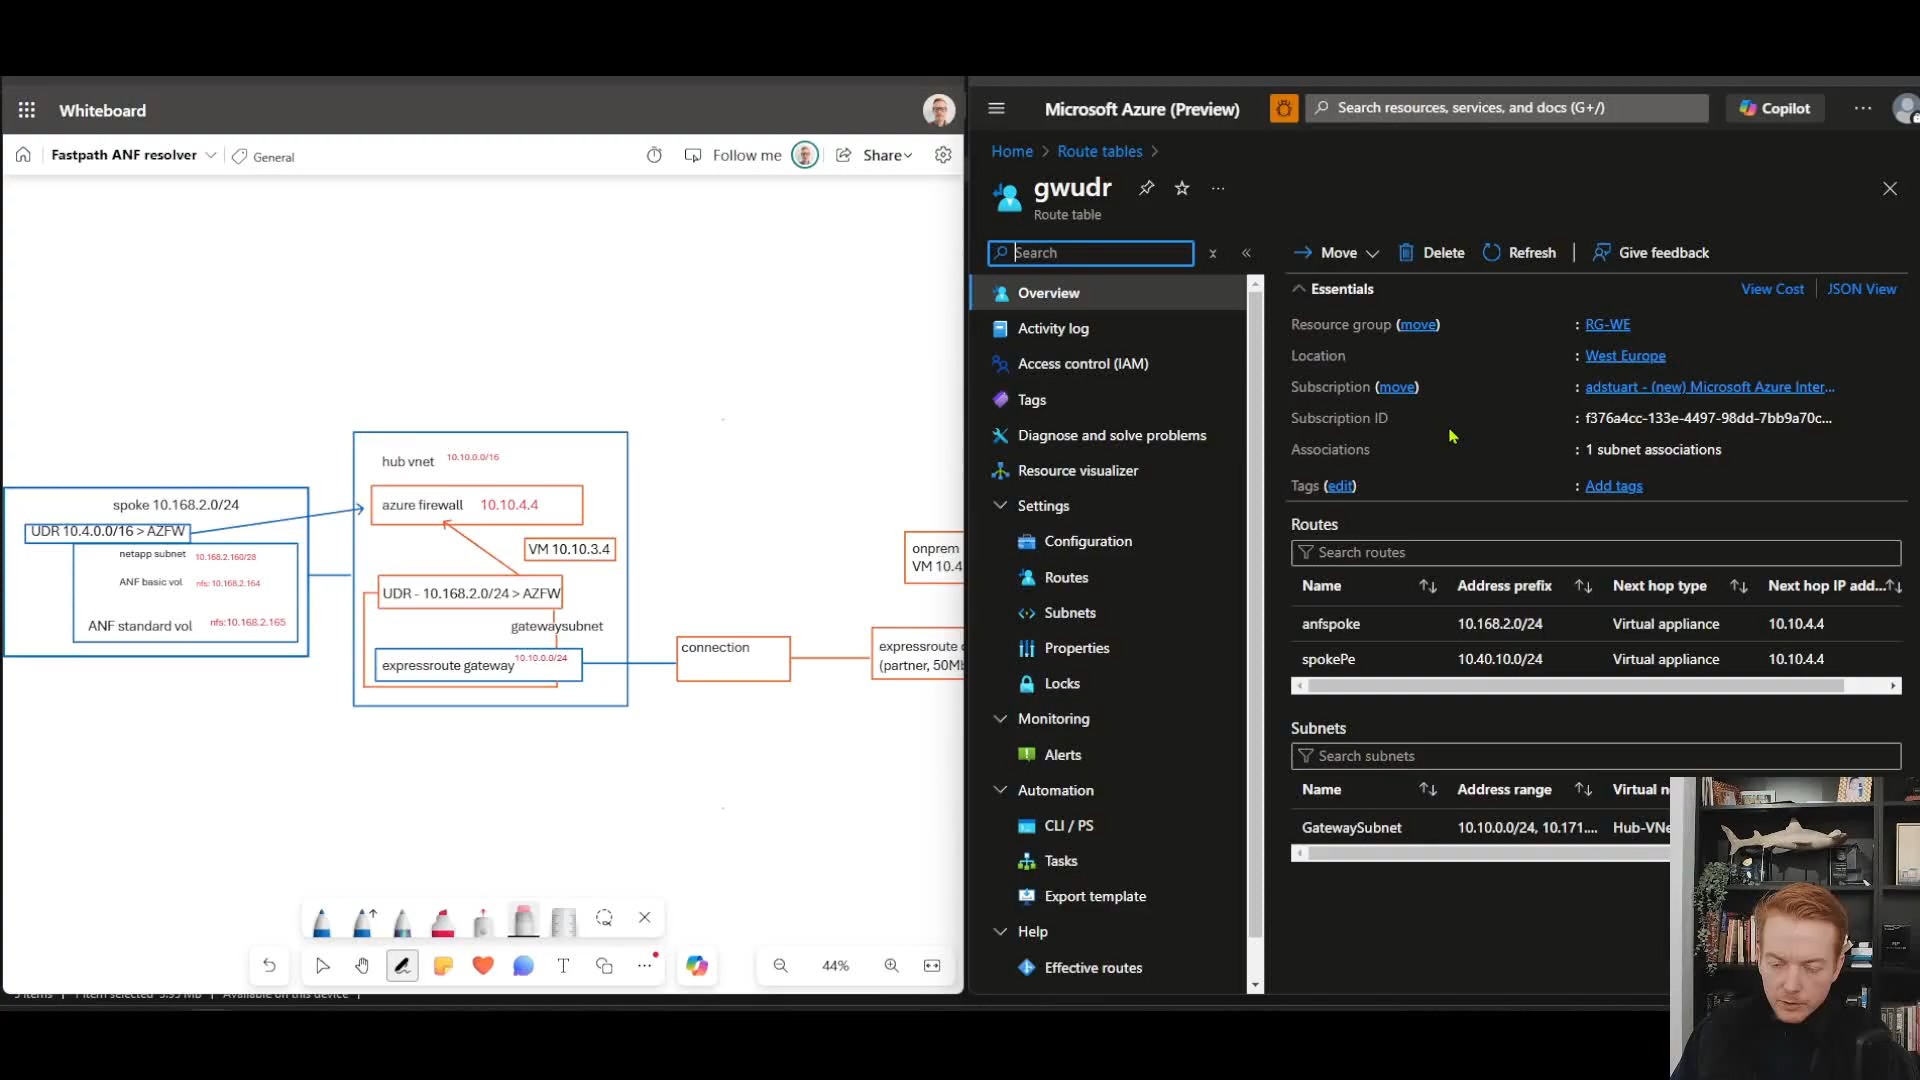 Whiteboard
Fastpath ANF resolver
General
Follow me
Share
hub vnet 10.10.0.0/16
azure firewall 10.10.4.4
spoke 10.168.2.0/24
UDR 10.4.0.0/16 > AZFW
netapp subnet 10.168.2.160/28
ANF basic vol nfs: 10.168.2.164
ANF standard vol nfs:10.168.2.165
VM 10.10.3.4
UDR - 10.168.2.0/24 > AZFW
gatewaysubnet
expressroute gateway 10.10.0.0/24
connection
onprem
VM 10.4
expressroute
(partner, 50M
44%
Microsoft Azure (Preview)
Search resources, services, and docs (G+/)
Copilot
Home > Route tables >
gwudr
Route table
Search
Overview
Activity log
Access control (IAM)
Tags
Diagnose and solve problems
Resource visualizer
Settings
Configuration
Routes
Subnets
Properties
Locks
Monitoring
Alerts
Automation
CLI / PS
Tasks
Export template
Help
Effective routes
Move
Delete
Refresh
Give feedback
Essentials
View Cost
JSON View
Resource group (move) : RG-WE
Location : West Europe
Subscription (move) : adstuart - (new) Microsoft Azure Inter...
Subscription ID : f376a4cc-133e-4497-98dd-7bb9a70c...
Associations : 1 subnet associations
Tags (edit) : Add tags
Routes
Search routes
Name Address prefix Next hop type Next hop IP add...
anfspoke 10.168.2.0/24 Virtual appliance 10.10.4.4
spokePe 10.40.10.0/24 Virtual appliance 10.10.4.4
Subnets
Search subnets
Name Address range Virtual n
GatewaySubnet 10.10.0.0/24, 10.171.... Hub-VNe